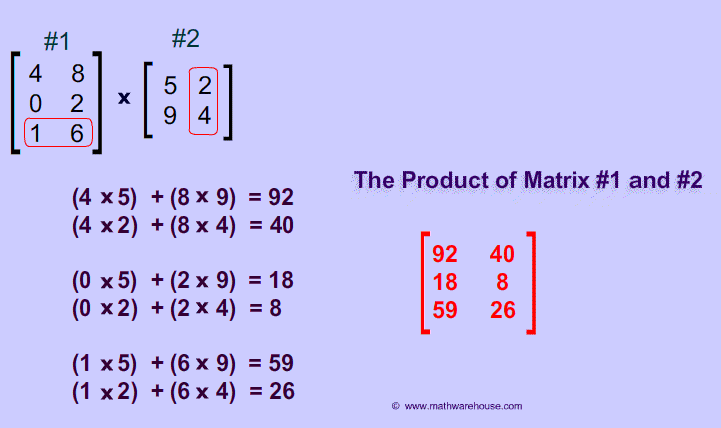 #1 #2
4 8
0 2
1 6
x
5 2
9 4
(4 x 5) + (8 x 9) = 92
(4 x 2) + (8 x 4) = 40
(0 x 5) + (2 x 9) = 18
(0 x 2) + (2 x 4) = 8
(1 x 5) + (6 x 9) = 59
(1 x 2) + (6 x 4) = 26
The Product of Matrix #1 and #2
92 40
18 8
59 26
© www.mathwarehouse.com